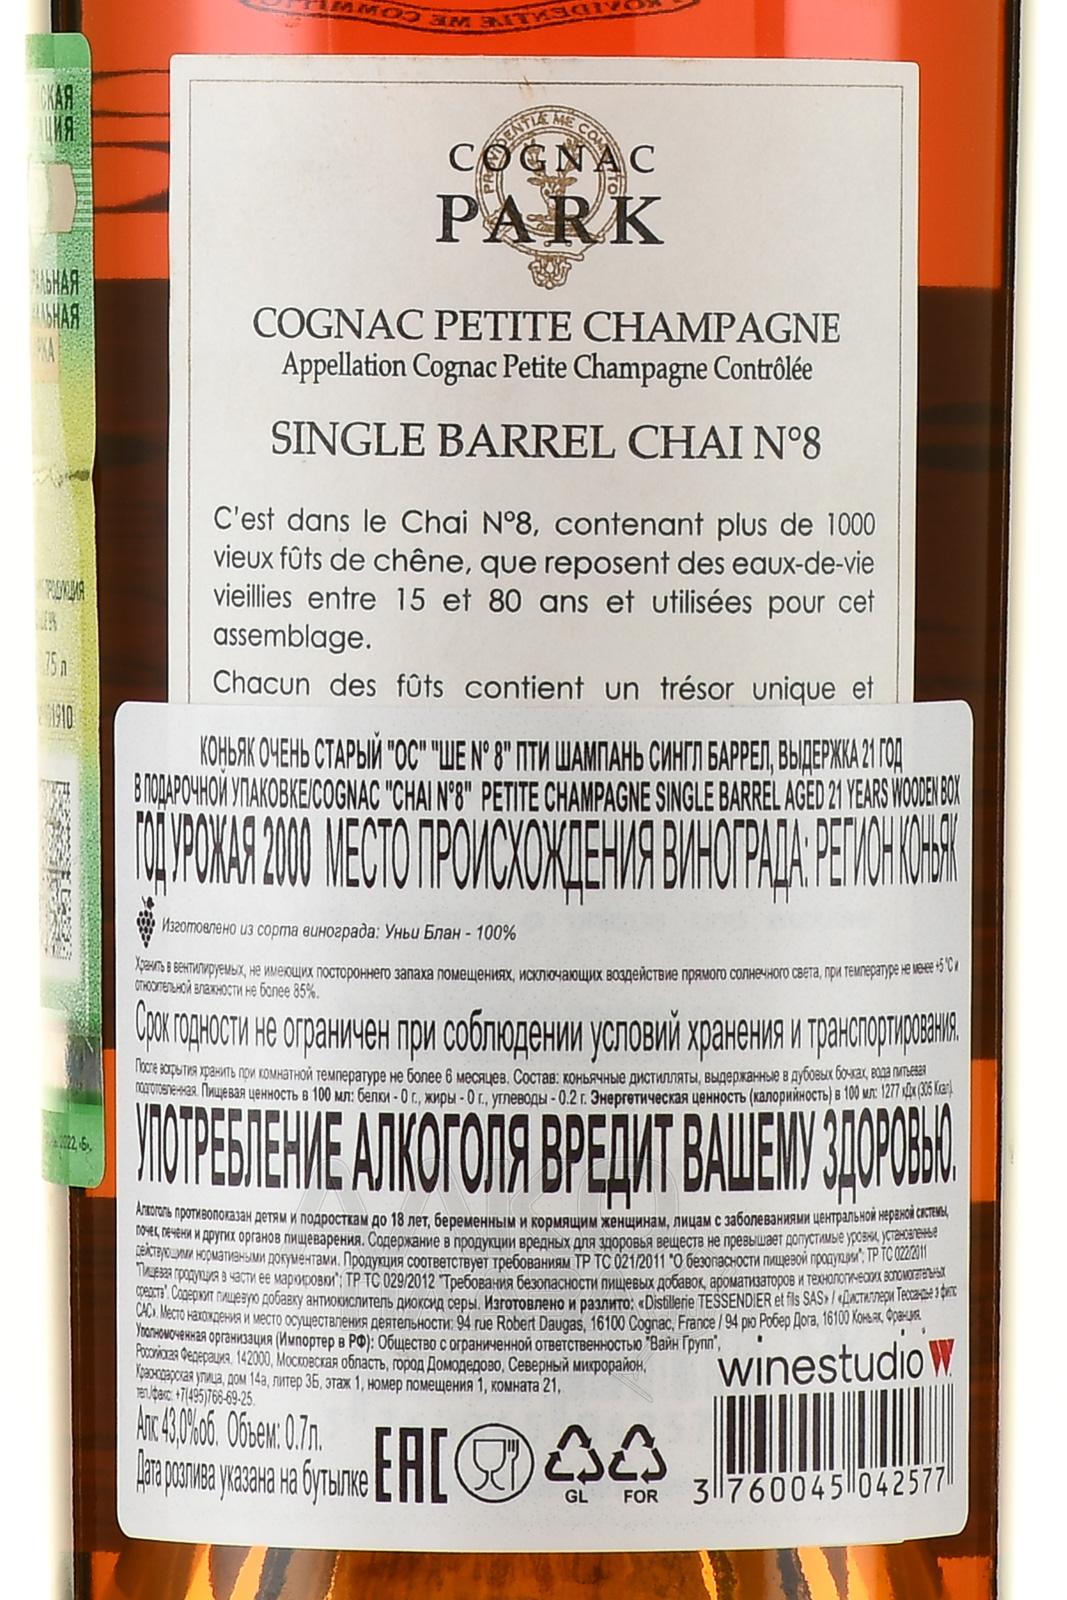 PROVIDENTIÆ ME COMMITTO
COGNAC
PARK
COGNAC PETITE CHAMPAGNE
Appellation Cognac Petite Champagne Contrôlée
SINGLE BARREL CHAI N°8
C'est dans le Chai N°8, contenant plus de 1000
vieux fûts de chêne, que reposent des eaux-de-vie
vieillies entre 15 et 80 ans et utilisées pour cet
assemblage.
Chacun des fûts contient un trésor unique et
КОНЬЯК ОЧЕНЬ СТАРЫЙ "ОС" "ШЕ N° 8" ПТИ ШАМПАНЬ СИНГЛ БАРРЕЛ, ВЫДЕРЖКА 21 ГОД
В ПОДАРОЧНОЙ УПАКОВКЕ/COGNAC "CHAI N°8" PETITE CHAMPAGNE SINGLE BARREL AGED 21 YEARS WOODEN BOX
ГОД УРОЖАЯ 2000 МЕСТО ПРОИСХОЖДЕНИЯ ВИНОГРАДА: РЕГИОН КОНЬЯК
Изготовлено из сорта винограда: Уньи Блан - 100%
Хранить в вентилируемых, не имеющих постороннего запаха помещениях, исключающих воздействие прямого солнечного света, при температуре не менее +5 °С и
относительной влажности не более 85%.
Срок годности не ограничен при соблюдении условий хранения и транспортирования.
После вскрытия хранить при комнатной температуре не более 6 месяцев. Состав: коньячные дистилляты, выдержанные в дубовых бочках, вода питьевая
подготовленная. Пищевая ценность в 100 мл: белки - 0 г., жиры - 0 г., углеводы - 0.2 г. Энергетическая ценность (калорийность) в 100 мл: 1277 кДж (305 Ккал).
УПОТРЕБЛЕНИЕ АЛКОГОЛЯ ВРЕДИТ ВАШЕМУ ЗДОРОВЬЮ.
Алкоголь противопоказан детям и подросткам до 18 лет, беременным и кормящим женщинам, лицам с заболеваниями центральной нервной системы,
почек, печени и других органов пищеварения. Содержание в продукции вредных для здоровья веществ не превышает допустимые уровни, установленные
действующими нормативными документами. Продукция соответствует требованиям ТР ТС 021/2011 "О безопасности пищевой продукции"; ТР ТС 022/2011
"Пищевая продукция в части ее маркировки"; ТР ТС 029/2012 "Требования безопасности пищевых добавок, ароматизаторов и технологических вспомогательных
средств". Содержит пищевую добавку антиокислитель диоксид серы. Изготовлено и разлито: «Distillerie TESSENDIER et fils SAS» / «Дистиллери Тессандье э фитс
САС». Место нахождения и место осуществления деятельности: 94 rue Robert Daugas, 16100 Cognac, France / 94 рю Робер Дога, 16100 Коньяк, Франция.
Уполномоченная организация (Импортер в РФ): Общество с ограниченной ответственностью "Вайн Групп",
Российская Федерация, 142000, Московская область, город Домодедово, Северный микрорайон,
Краснодарская улица, дом 14а, литер 3Б, этаж 1, номер помещения 1, комната 21,
тел./факс: +7(495)766-69-25.
winestudio W
Алк: 43,0%об. Объем: 0.7л.
Дата розлива указана на бутылке
EAC
GL
FOR
3 760045 042577